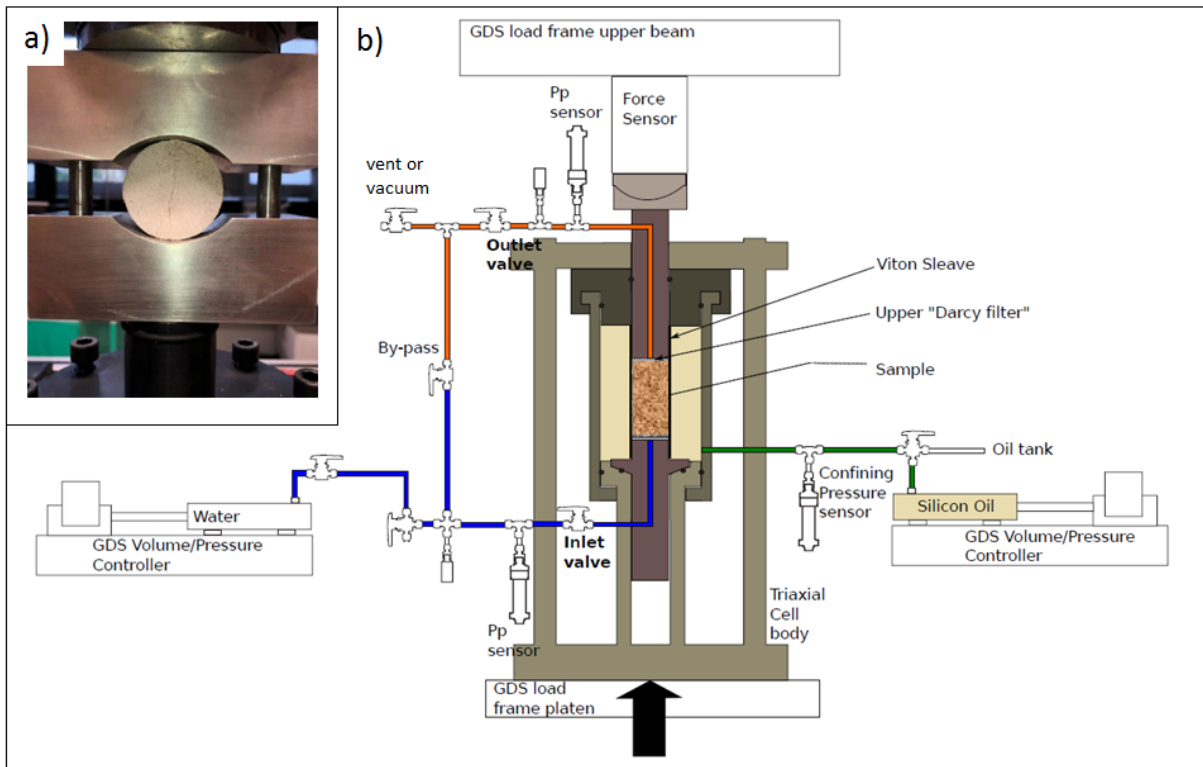 a)
b)
GDS load frame upper beam
Pp
sensor
Force
Sensor
vent or
vacuum
Outlet
valve
Viton Sleave
Upper "Darcy filter"
By-pass
Sample
Oil tank
Confining
Pressure
sensor
Silicon Oil
Water
GDS Volume/Pressure
Controller
Inlet
valve
GDS Volume/Pressure
Controller
Triaxial
Cell
body
Pp
sensor
GDS load
frame platen